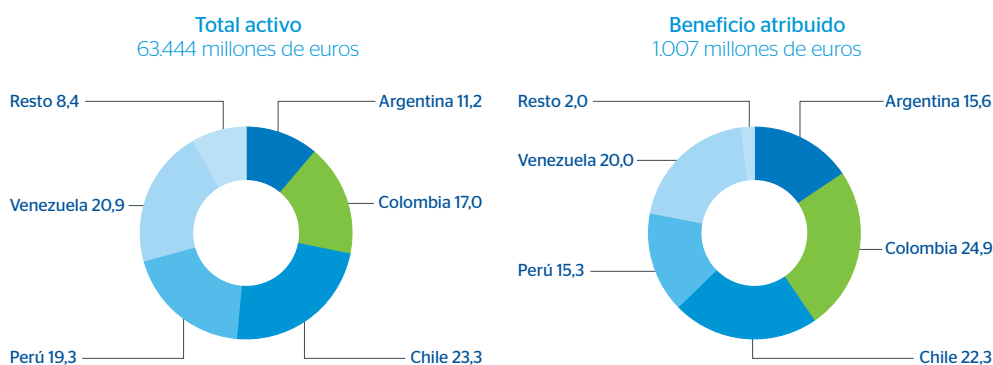 Total activo
63.444 millones de euros
Resto 8,4
Argentina 11,2
Venezuela 20,9
Colombia 17,0
Perú 19,3
Chile 23,3
Beneficio atribuido
1.007 millones de euros
Resto 2,0
Argentina 15,6
Venezuela 20,0
Colombia 24,9
Perú 15,3
Chile 22,3